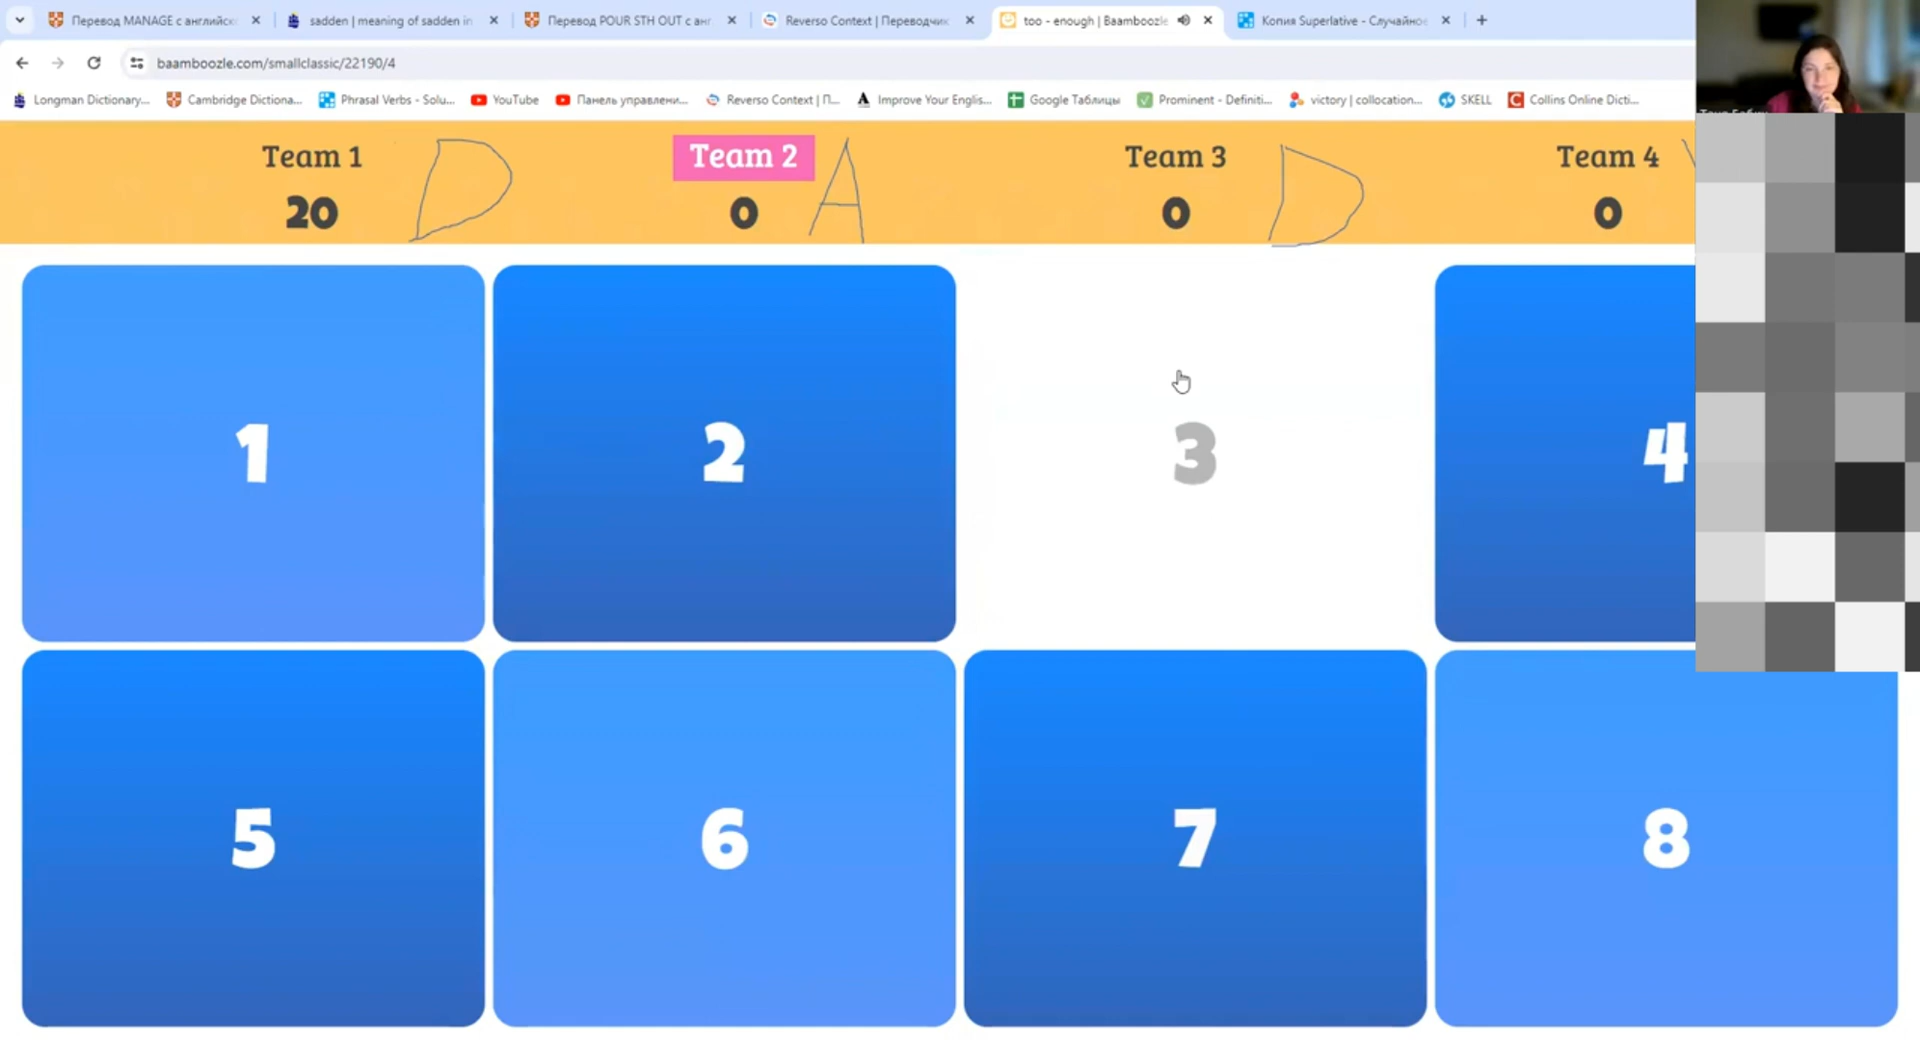 Перевод MANAGE с английск
sadden | meaning of sadden in
Перевод POUR STH OUT с анг
Reverso Context | Переводчик
too - enough | Baamboozle
Копия Superlative - Случайное
baamboozle.com/smallclassic/22190/4
Longman Dictionary...
Cambridge Dictiona...
Phrasal Verbs - Solu...
YouTube
Панель управлени...
Reverso Context | П...
Improve Your Englis...
Google Таблицы
Prominent - Definiti...
victory | collocation...
SKELL
Collins Online Dicti...
Team 1
20
D
Team 2
0
A
Team 3
0
D
Team 4
0
1
2
3
4
5
6
7
8